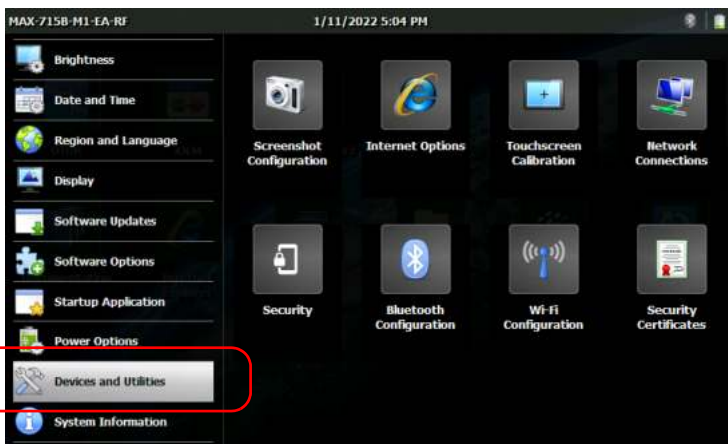 MAX-715B-M1-EA-RF 1/11/2022 5:04 PM
Brightness
Date and Time
Region and Language
Display
Software Updates
Software Options
Startup Application
Power Options
Devices and Utilities
System Information
Screenshot
Configuration
Internet Options
Touchscreen
Calibration
Network
Connections
Security
Bluetooth
Configuration
Wi-Fi
Configuration
Security
Certificates